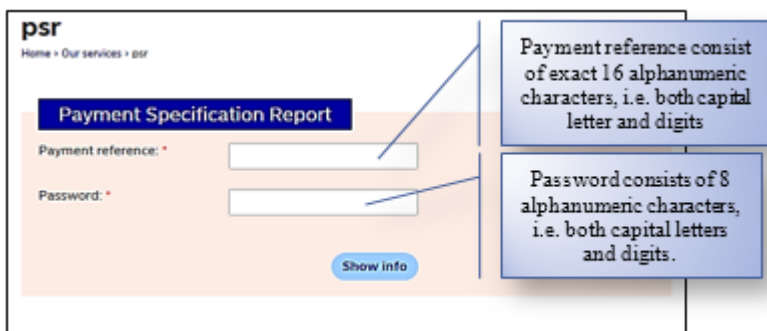 psr
Home > Our services > psr
Payment Specification Report
Payment reference: *
Password: *
Show info
Payment reference consist
of exact 16 alphanumeric
characters, i.e. both capital
letter and digits
Password consists of 8
alphanumeric characters,
i.e. both capital letters
and digits.